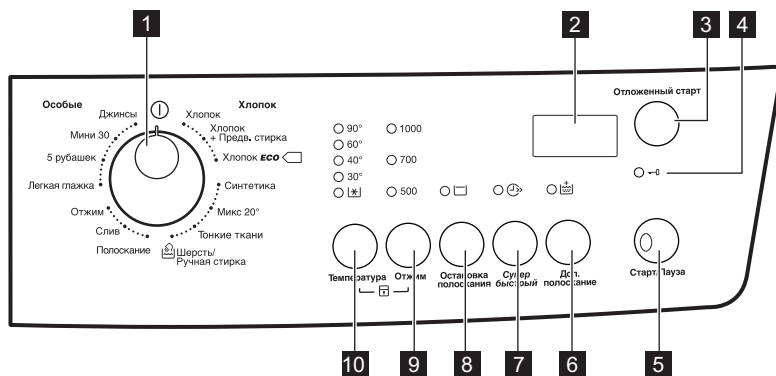 1
2
3
4
Особые
Хлопок
Отложенный старт
Джинсы
Хлопок
Мини 30
Хлопок
+ Предв. стирка
5 рубашек
Хлопок ECO
Легкая глажка
Синтетика
Отжим
Микс 20°
Слив
Тонкие ткани
Полоскание
Шерсть/
Ручная стирка
90°
1000
60°
40°
700
30°
500
Температура
Отжим
Остановка
полоскания
Супер
быстрый
Доп.
полоскание
Старт/Пауза
10
9
8
7
6
5